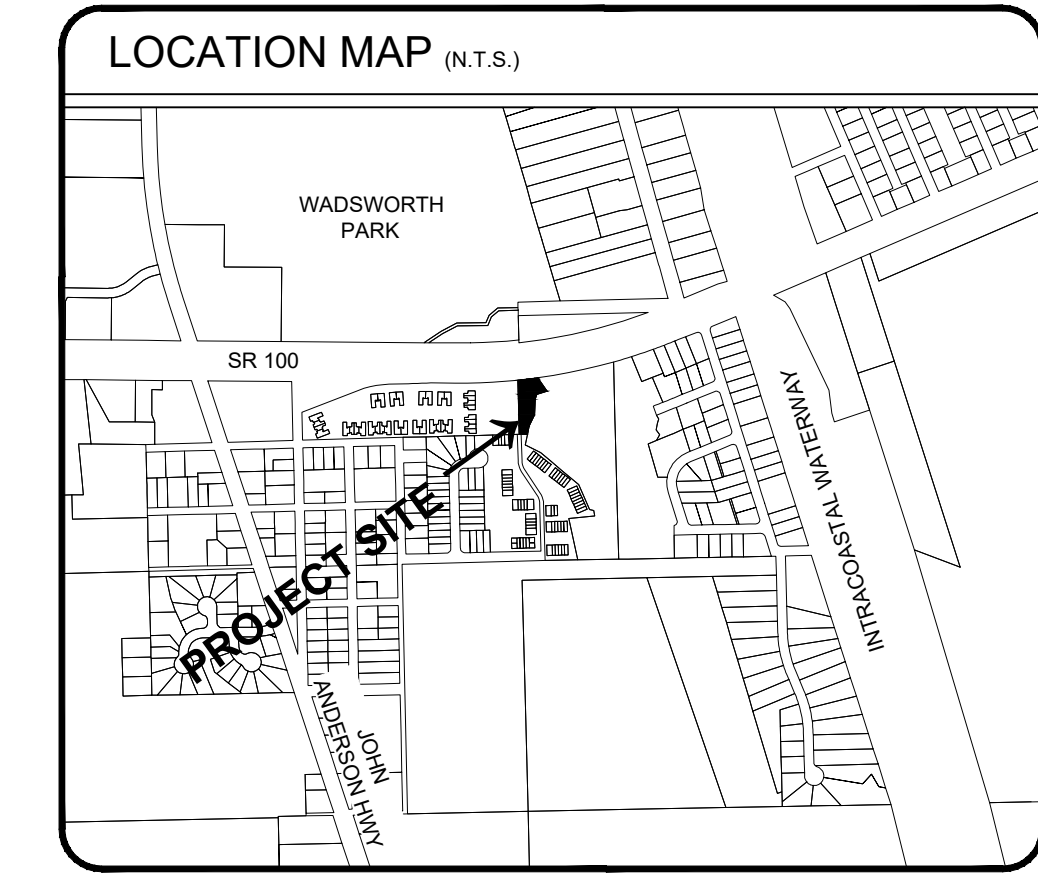 LOCATION MAP (N.T.S.)
WADSWORTH
PARK
SR 100
INTRACOASTAL WATERWAY
PROJECT SITE
JOHN
ANDERSON HWY